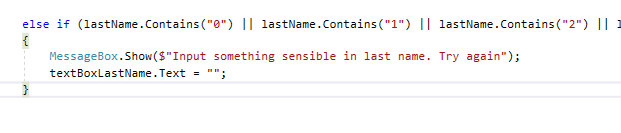 else if (lastName.Contains("0") || lastName.Contains("1") || lastName.Contains("2") ||
{
MessageBox.Show($"Input something sensible in last name. Try again");
textBoxLastName.Text = "";
}